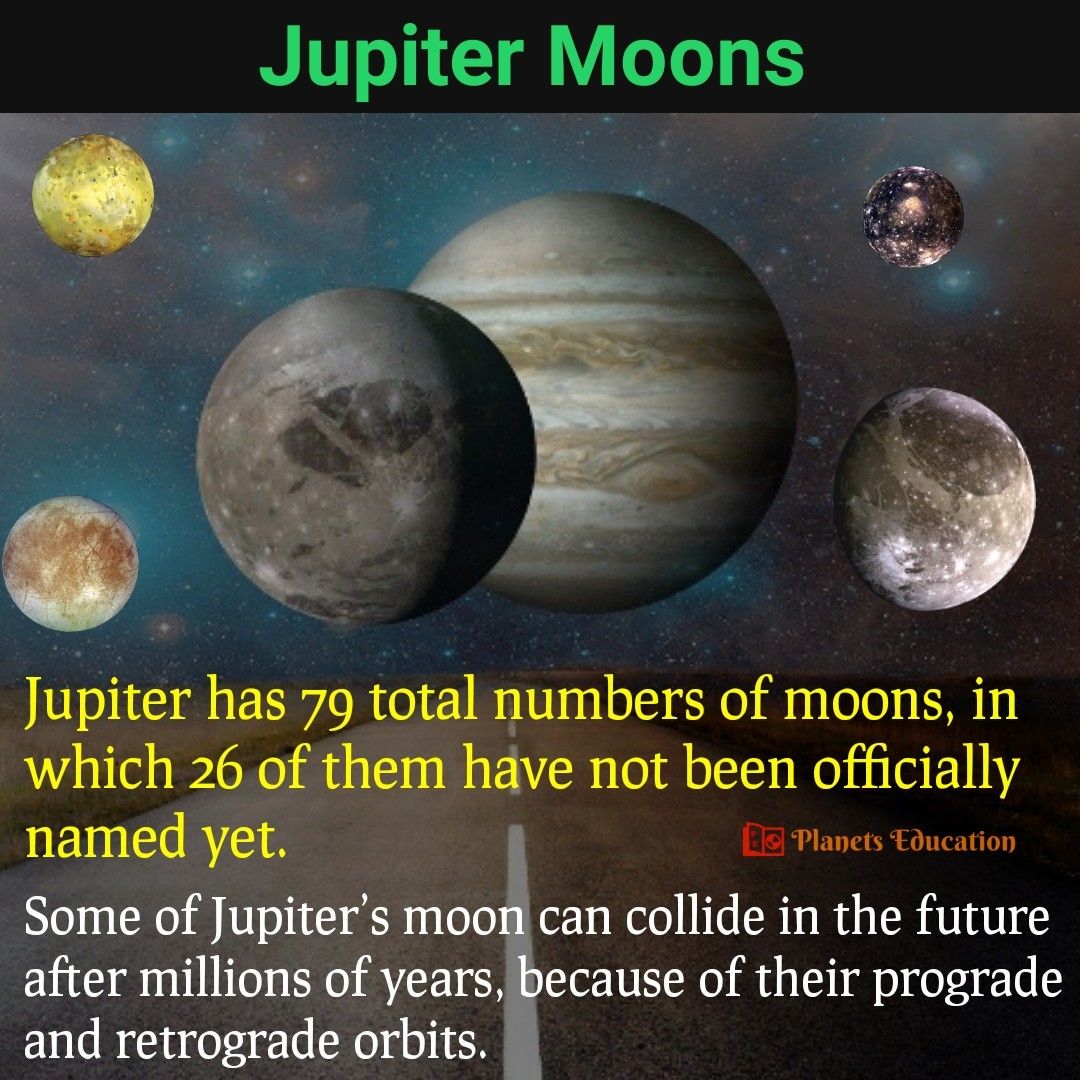 Jupiter Moons
Jupiter has 79 total numbers of moons, in
which 26 of them have not been officially
named yet.
Planets Education
Some of Jupiter’s moon can collide in the future
after millions of years, because of their prograde
and retrograde orbits.